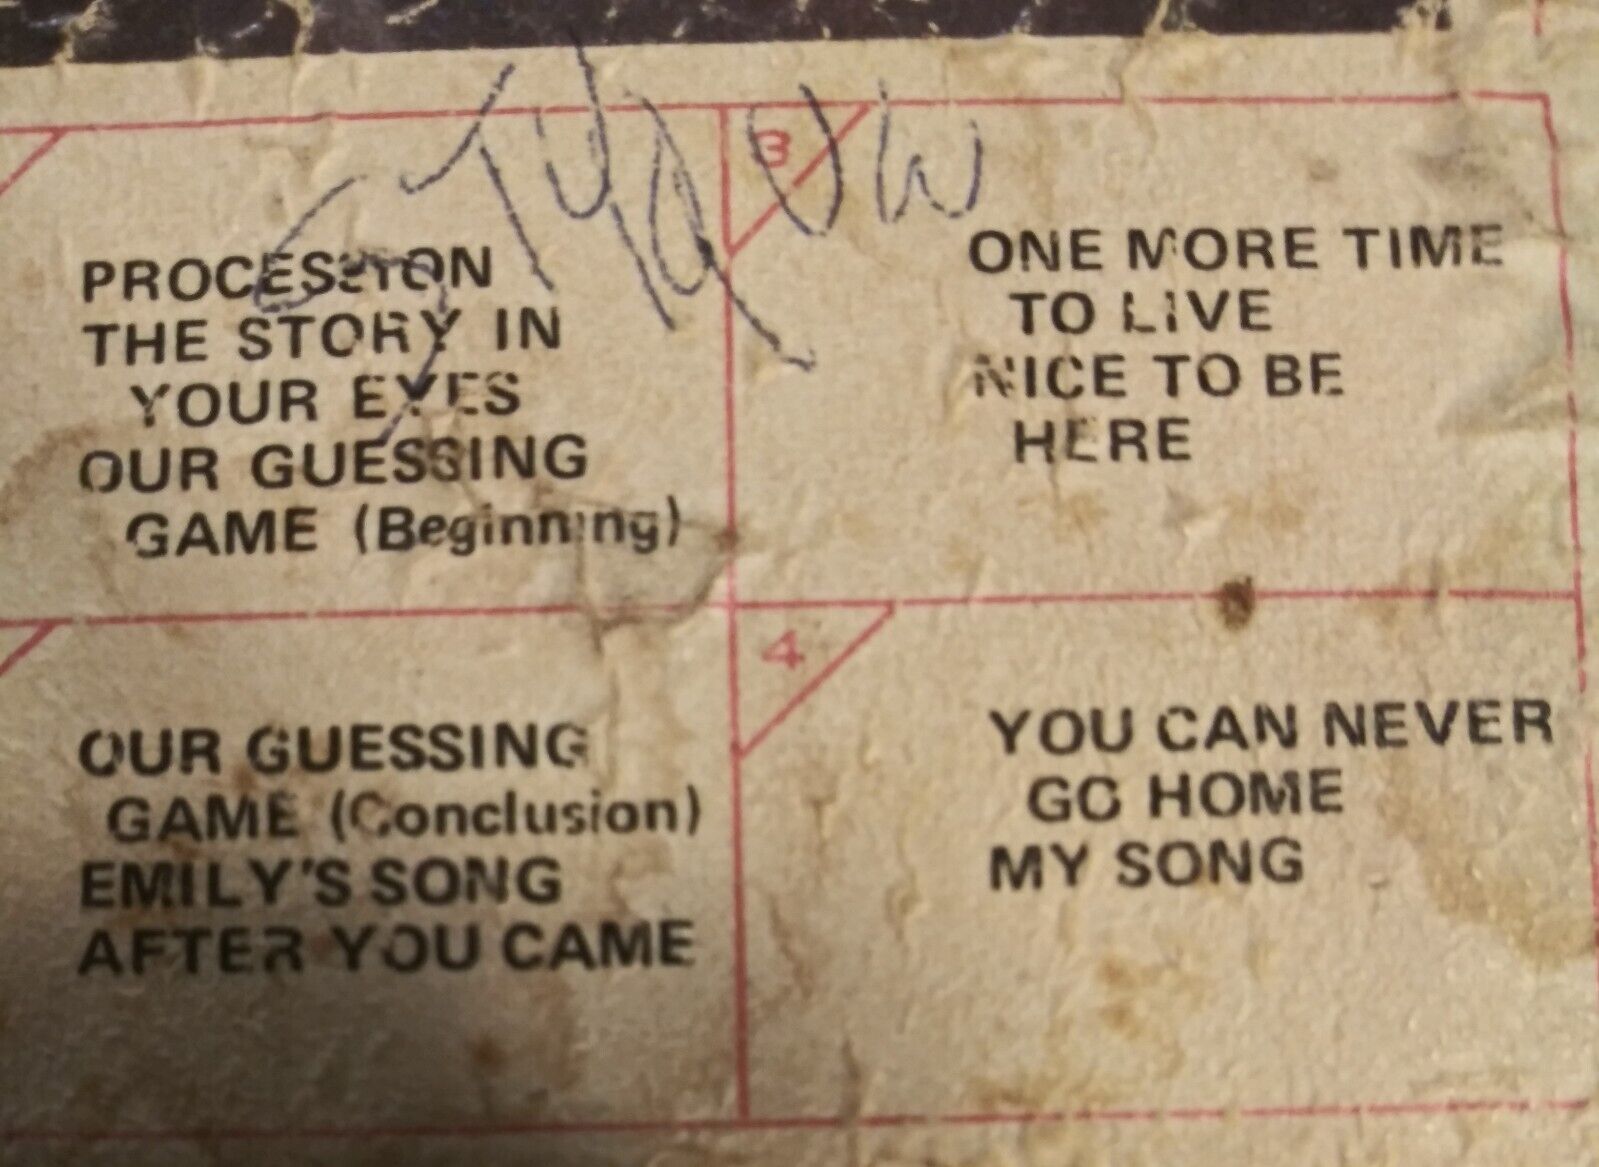 PROCESSION
THE STORY IN
YOUR EYES
OUR GUESSING
GAME (Beginning)
3
ONE MORE TIME
TO LIVE
NICE TO BE
HERE
OUR GUESSING
GAME (Conclusion)
EMILY'S SONG
AFTER YOU CAME
4
YOU CAN NEVER
GO HOME
MY SONG